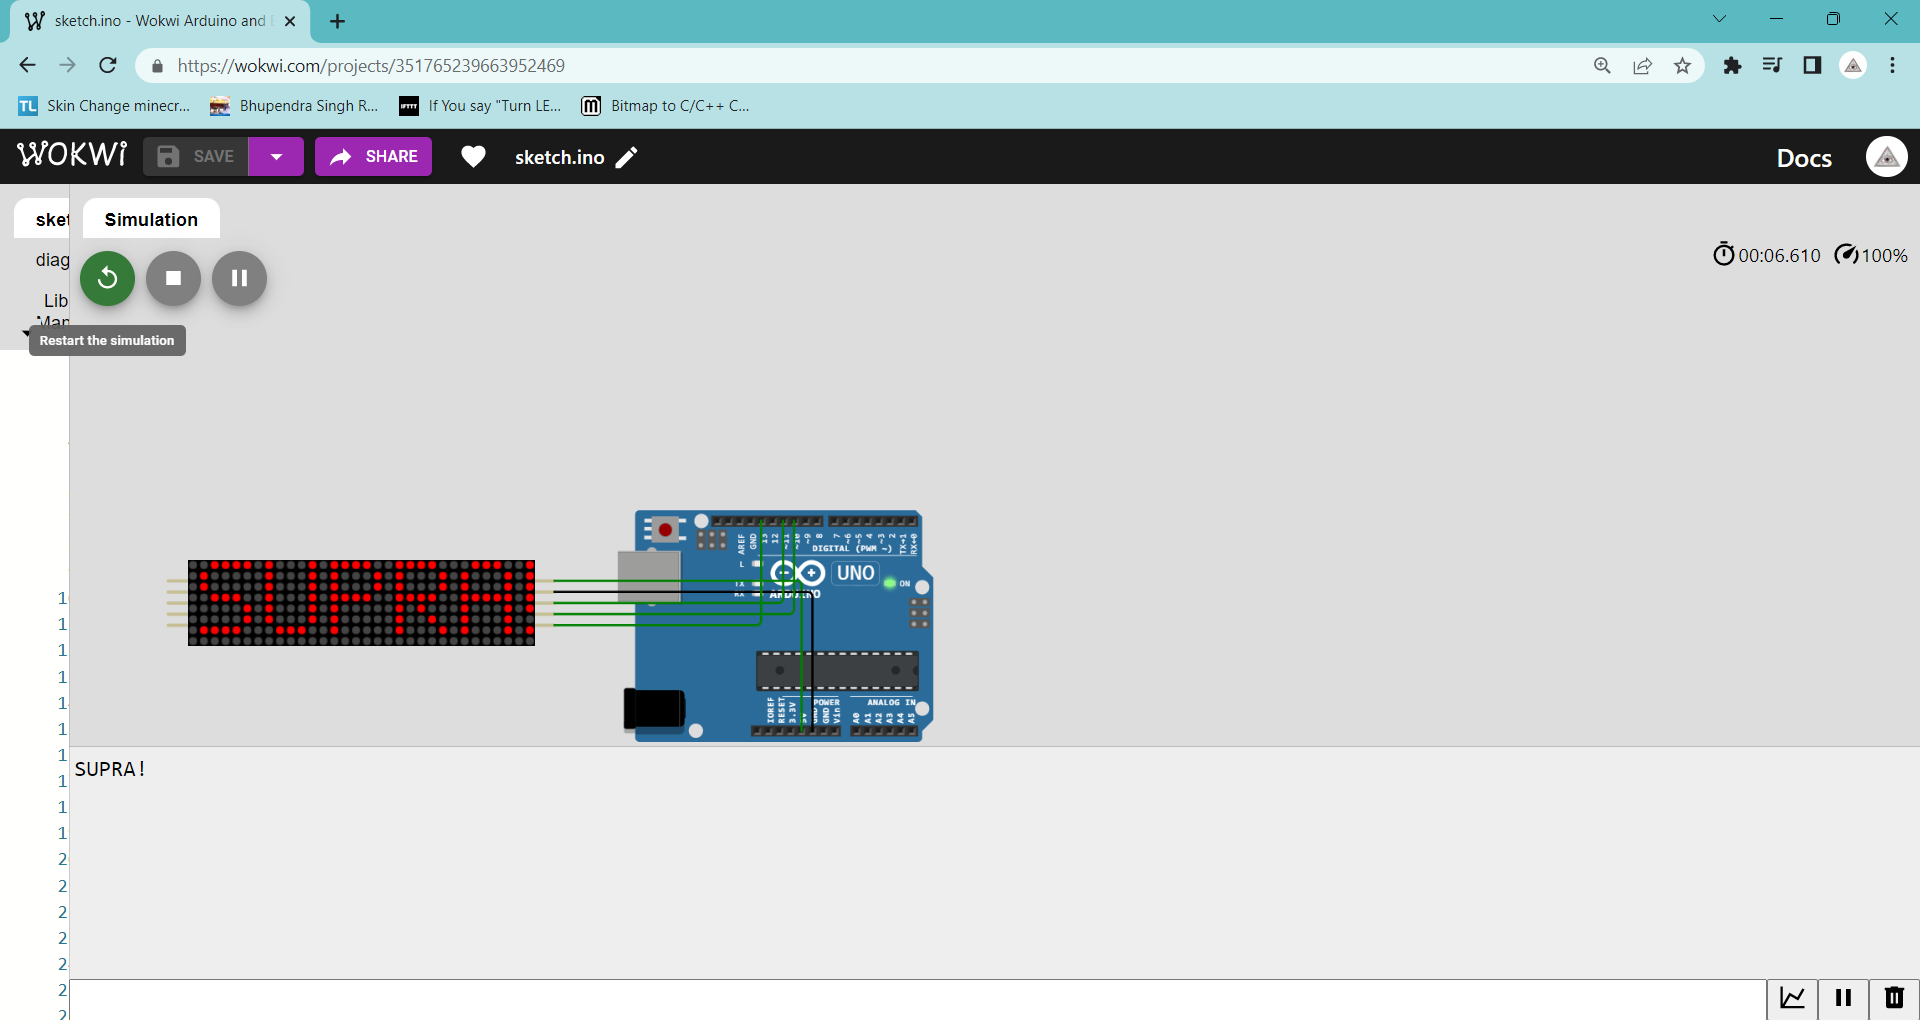 sketch.ino - Wokwi Arduino and
https://wokwi.com/projects/351765239663952469
TL Skin Change minecr... Bhupendra Singh R... IFTTT If You say "Turn LE... m Bitmap to C/C++ C...
WOKWi SAVE SHARE sketch.ino Docs
sket Simulation
diag
00:06.610 100%
Lib
Man
Restart the simulation
AREF GND 13 12 ~11 ~10 ~9 8 7 ~6 ~5 4 ~3 2 TX→1 RX←0
DIGITAL (PWM ~)
L
TX
RX
UNO
ON
ARDUINO
SUPRA
IOREF RESET 3.3V 5V GND GND Vin
POWER
ANALOG IN
A0 A1 A2 A3 A4 A5
1
1
1
1
1
1
1
1
1
1
2
2
2
2
2
2
2
SUPRA!